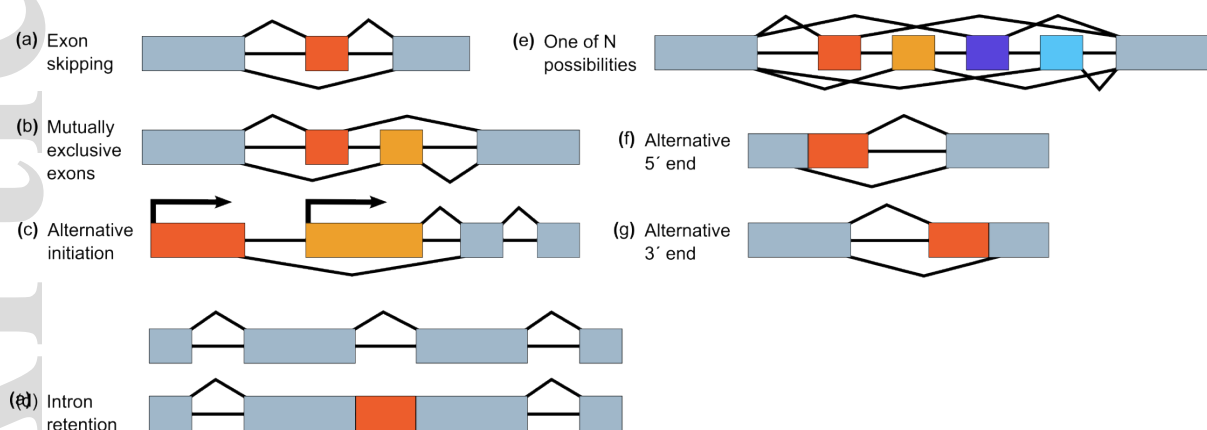 (a) Exon
skipping
(b) Mutually
exclusive
exons
(c) Alternative
initiation
(d) Intron
retention
(e) One of N
possibilities
(f) Alternative
5´ end
(g) Alternative
3´ end